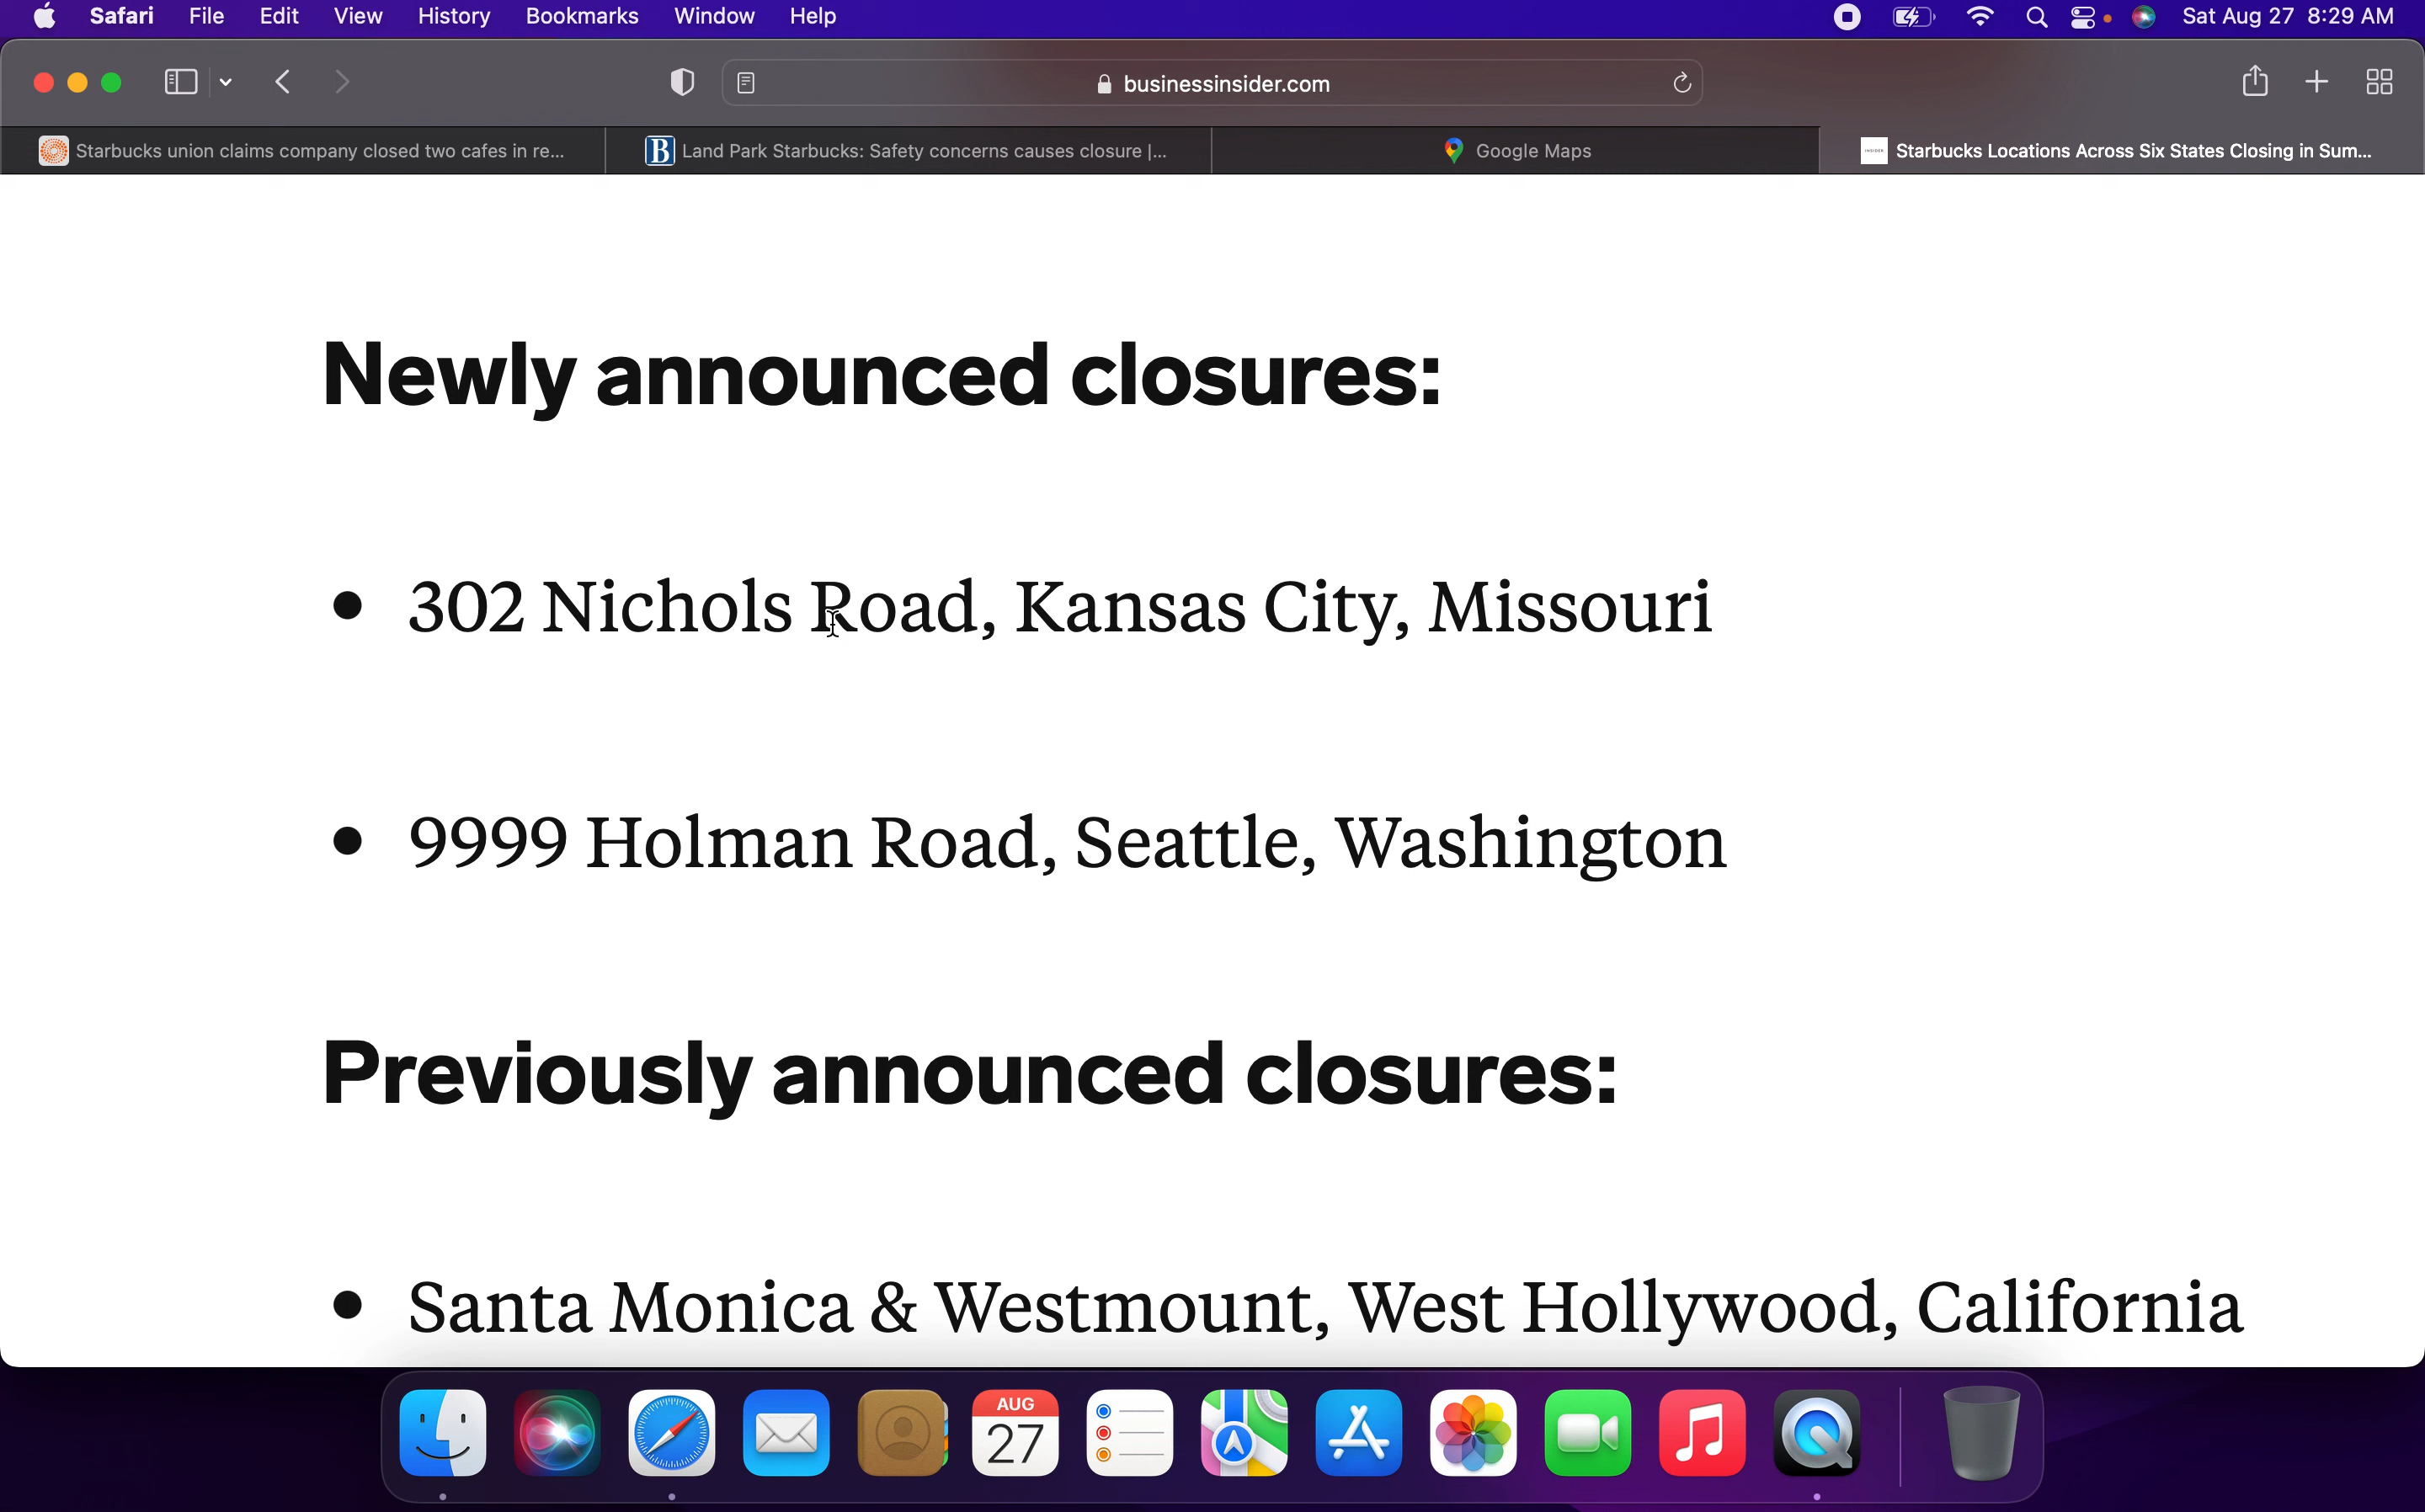 Safari File Edit View History Bookmarks Window Help Sat Aug 27 8:29 AM
businessinsider.com
Starbucks union claims company closed two cafes in re... B Land Park Starbucks: Safety concerns causes closure |... Google Maps INSIDER Starbucks Locations Across Six States Closing in Sum...
Newly announced closures:
• 302 Nichols Road, Kansas City, Missouri
• 9999 Holman Road, Seattle, Washington
Previously announced closures:
• Santa Monica & Westmount, West Hollywood, California
AUG
27